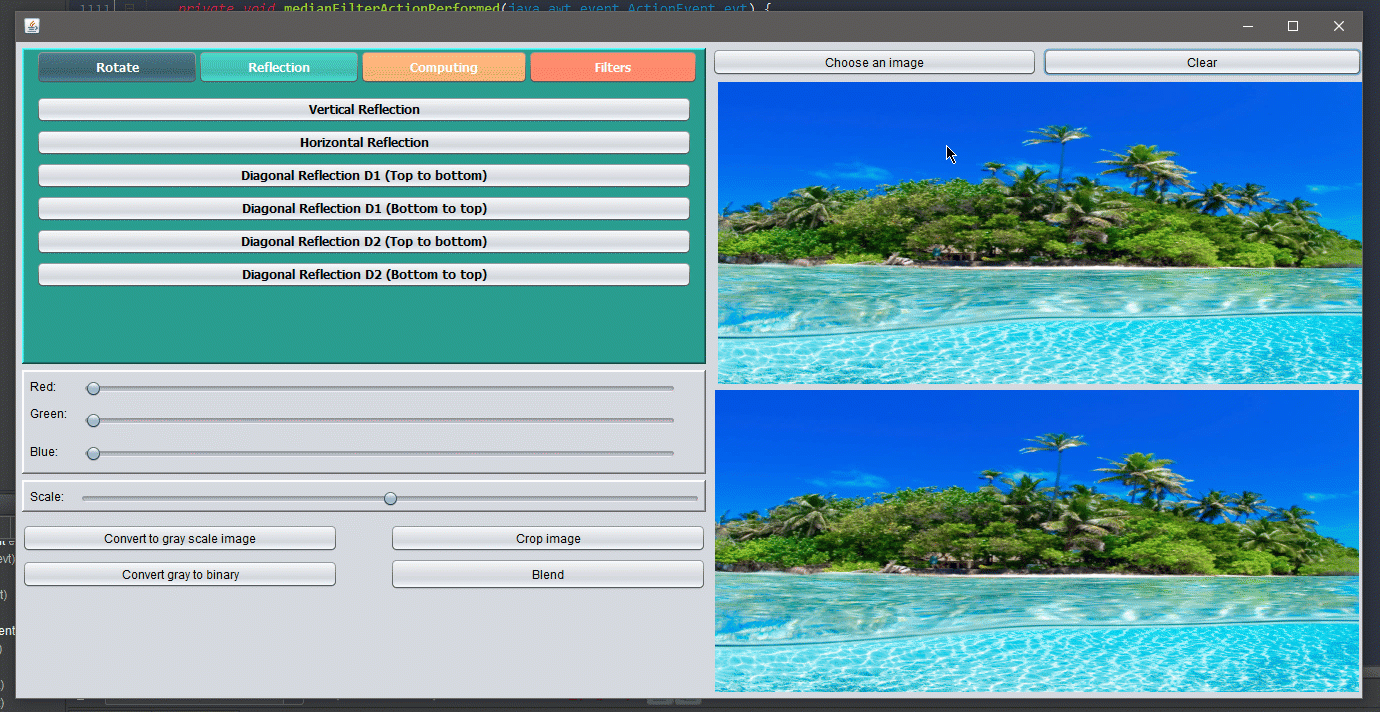 1111 private void medianFilterActionPerformed(java.awt.event.ActionEvent evt) {
Rotate Reflection Computing Filters
Choose an image Clear
Vertical Reflection
Horizontal Reflection
Diagonal Reflection D1 (Top to bottom)
Diagonal Reflection D1 (Bottom to top)
Diagonal Reflection D2 (Top to bottom)
Diagonal Reflection D2 (Bottom to top)
Red:
Green:
Blue:
Scale:
Convert to gray scale image Crop image
Convert gray to binary Blend
evt)
t)
ent
)
)
)